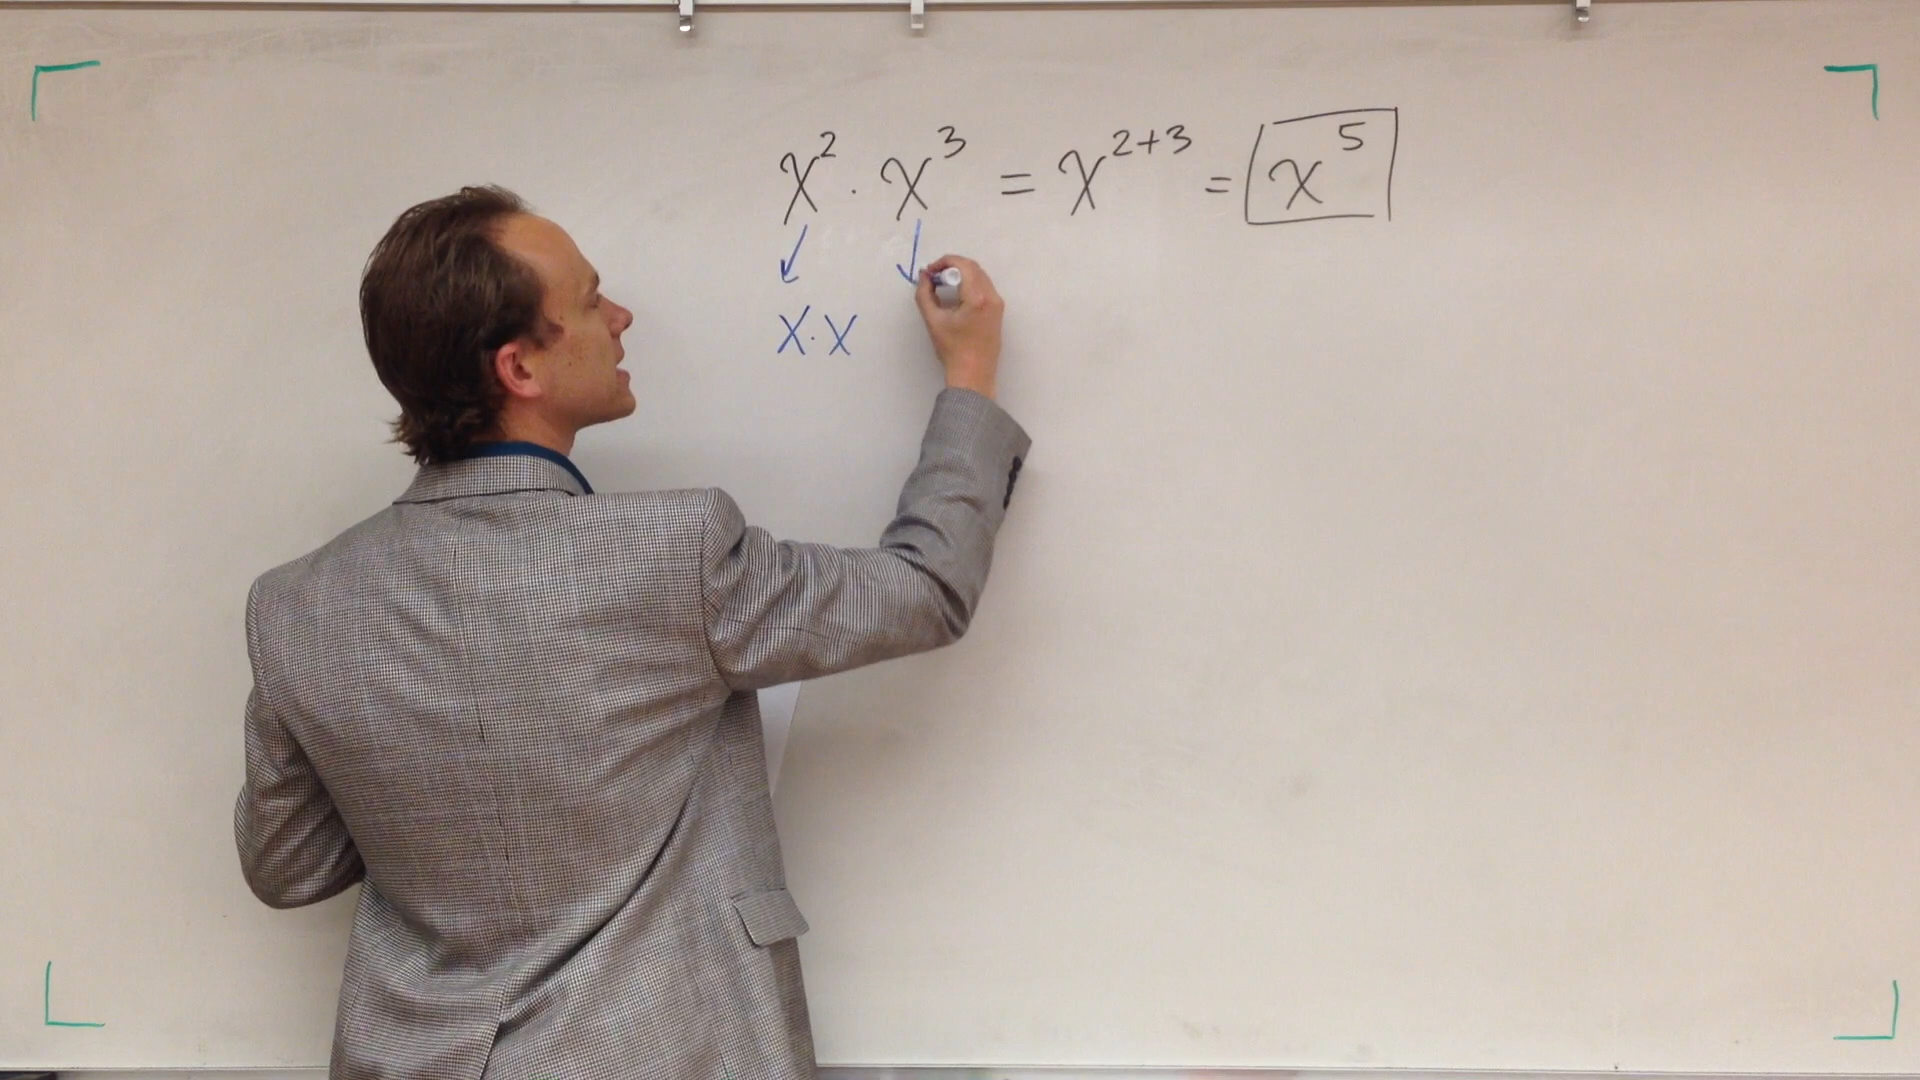 x² · x³ = x²⁺³ = x⁵
x · x